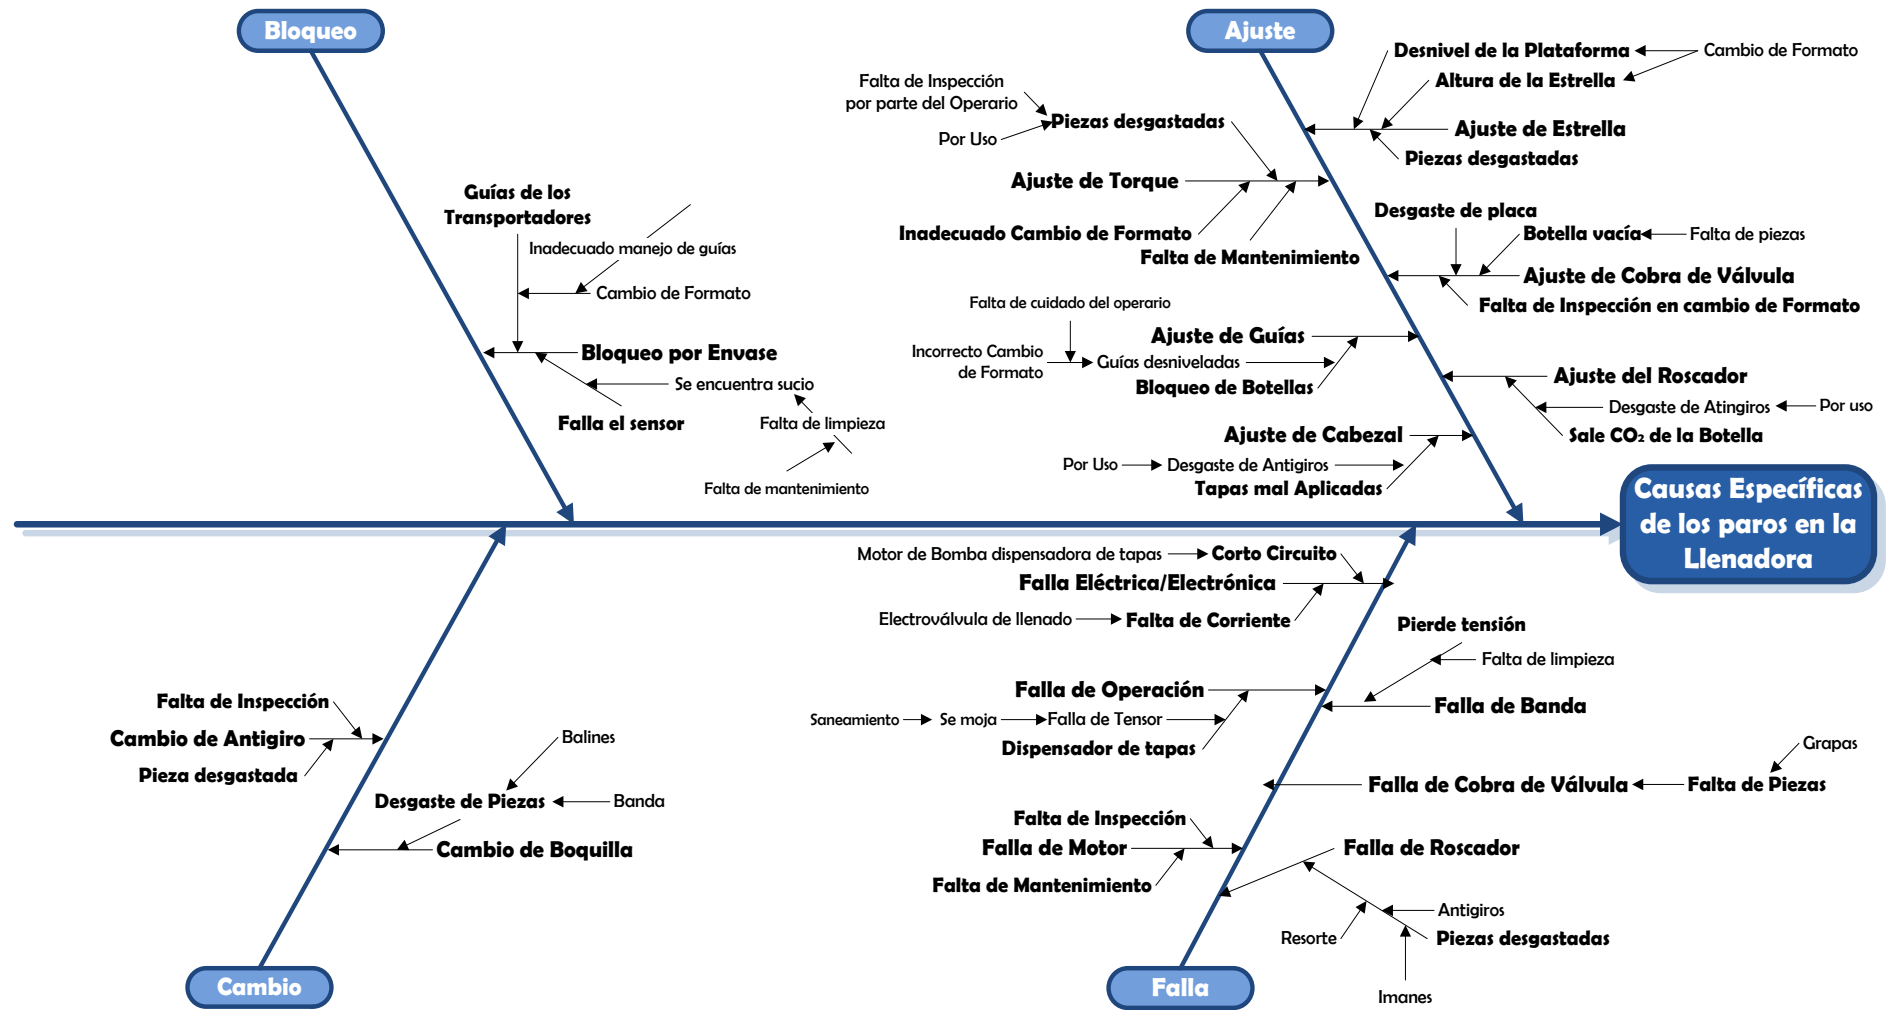 Bloqueo
Guías de los
Transportadores
Inadecuado manejo de guías
Cambio de Formato
Bloqueo por Envase
Se encuentra sucio
Falla el sensor
Falta de limpieza
Falta de mantenimiento
Ajuste
Desnivel de la Plataforma
Cambio de Formato
Altura de la Estrella
Ajuste de Estrella
Piezas desgastadas
Falta de Inspección
por parte del Operario
Piezas desgastadas
Por Uso
Ajuste de Torque
Inadecuado Cambio de Formato
Falta de Mantenimiento
Desgaste de placa
Botella vacía
Falta de piezas
Ajuste de Cobra de Válvula
Falta de Inspección en cambio de Formato
Falta de cuidado del operario
Ajuste de Guías
Incorrecto Cambio
de Formato
Guías desniveladas
Bloqueo de Botellas
Ajuste del Roscador
Desgaste de Atingiros
Por uso
Sale CO₂ de la Botella
Ajuste de Cabezal
Por Uso
Desgaste de Antigiros
Tapas mal Aplicadas
Causas Específicas
de los paros en la
Llenadora
Falta de Inspección
Cambio de Antigiro
Pieza desgastada
Balines
Desgaste de Piezas
Banda
Cambio de Boquilla
Cambio
Motor de Bomba dispensadora de tapas
Corto Circuito
Falla Eléctrica/Electrónica
Electroválvula de llenado
Falta de Corriente
Pierde tensión
Falta de limpieza
Falla de Banda
Falla de Operación
Saneamiento
Se moja
Falla de Tensor
Dispensador de tapas
Grapas
Falla de Cobra de Válvula
Falta de Piezas
Falta de Inspección
Falla de Motor
Falta de Mantenimiento
Falla de Roscador
Antigiros
Resorte
Piezas desgastadas
Imanes
Falla